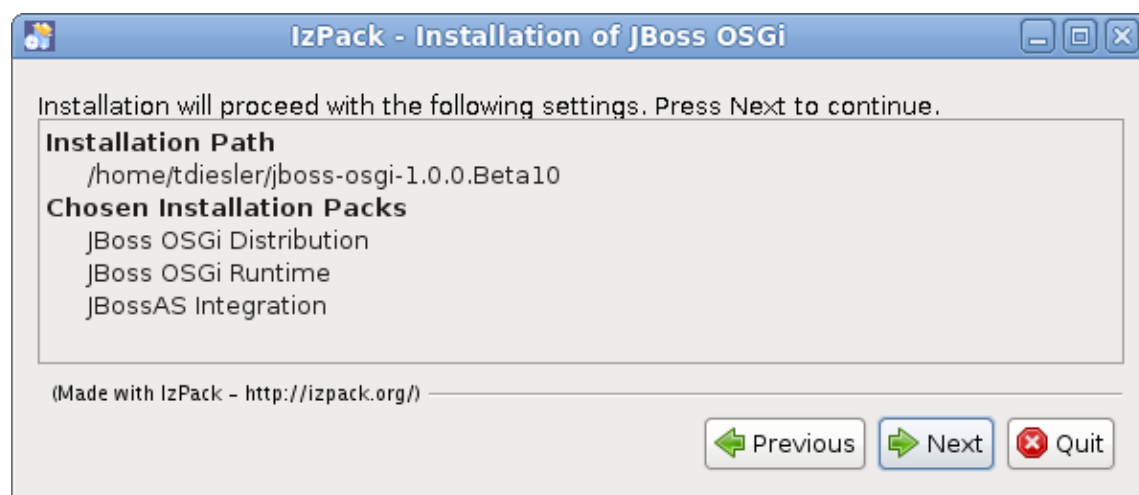 IzPack - Installation of JBoss OSGi
Installation will proceed with the following settings. Press Next to continue.
Installation Path
/home/tdiesler/jboss-osgi-1.0.0.Beta10
Chosen Installation Packs
JBoss OSGi Distribution
JBoss OSGi Runtime
JBossAS Integration
(Made with IzPack - http://izpack.org/)
Previous Next Quit